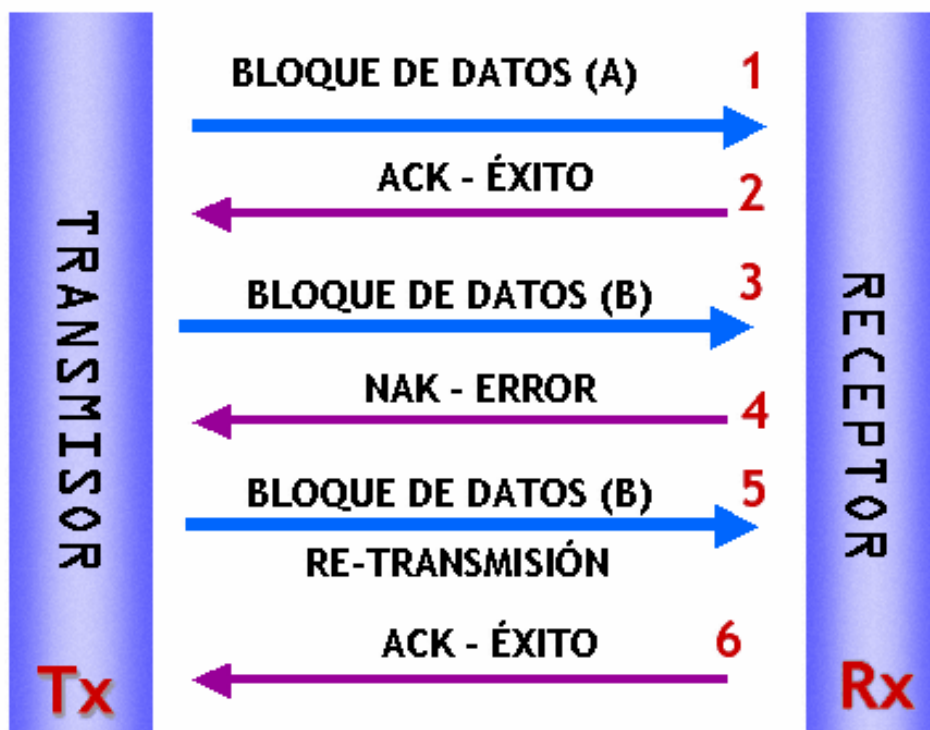 BLOQUE DE DATOS (A) 1
ACK - ÉXITO 2
BLOQUE DE DATOS (B) 3
NAK - ERROR 4
BLOQUE DE DATOS (B) 5
RE-TRANSMISIÓN
ACK - ÉXITO 6
TRANSMISOR
Tx
RECEPTOR
Rx